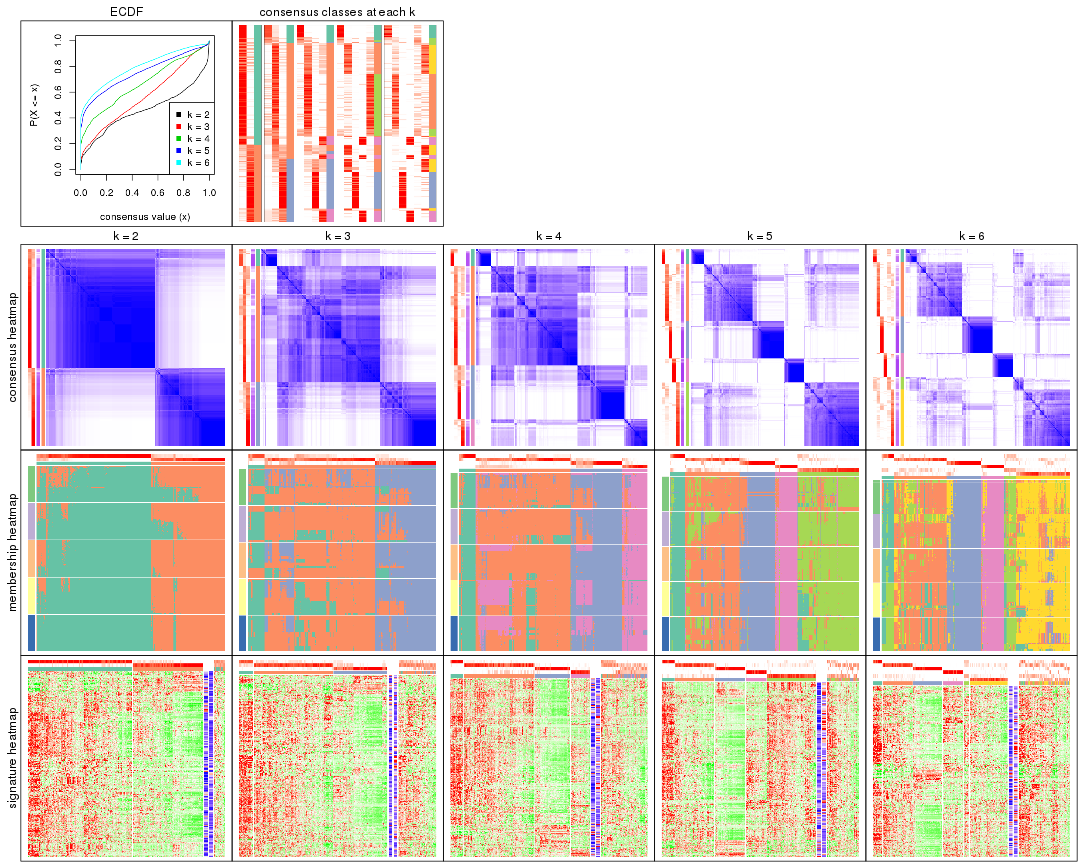 ECDF
consensus classes at each k
P(X <= x)
0.0 0.2 0.4 0.6 0.8 1.0
k = 2
k = 3
k = 4
k = 5
k = 6
0.0 0.2 0.4 0.6 0.8 1.0
consensus value (x)
k = 2
k = 3
k = 4
k = 5
k = 6
consensus heatmap
membership heatmap
signature heatmap